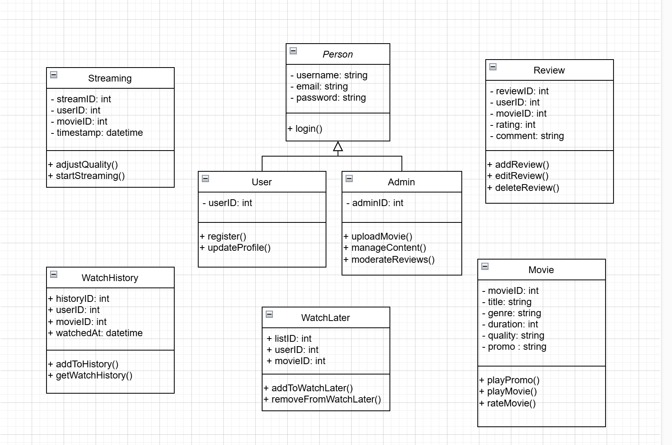 Person
- username: string
- email: string
- password: string
+ login()
Streaming
- streamID: int
- userID: int
- movieID: int
- timestamp: datetime
+ adjustQuality()
+ startStreaming()
Review
- reviewID: int
- userID: int
- movieID: int
- rating: int
- comment: string
+ addReview()
+ editReview()
+ deleteReview()
User
- userID: int
+ register()
+ updateProfile()
Admin
- adminID: int
+ uploadMovie()
+ manageContent()
+ moderateReviews()
WatchHistory
+ historyID: int
+ userID: int
+ movieID: int
+ watchedAt: datetime
+ addToHistory()
+ getWatchHistory()
WatchLater
+ listID: int
+ userID: int
+ movieID: int
+ addToWatchLater()
+ removeFromWatchLater()
Movie
- movieID: int
- title: string
- genre: string
- duration: int
- quality: string
- promo : string
+ playPromo()
+ playMovie()
+ rateMovie()